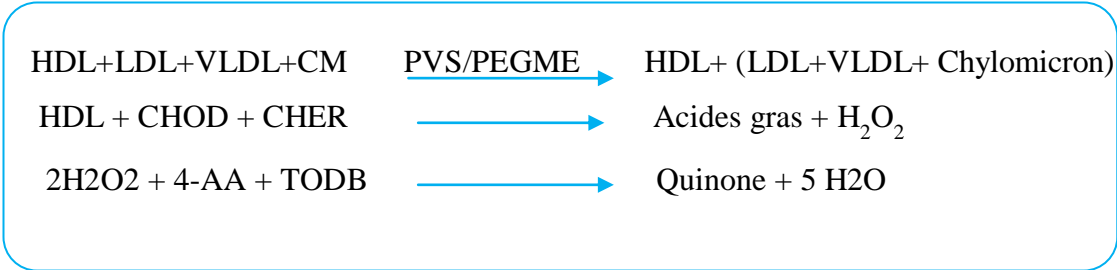 HDL+LDL+VLDL+CM PVS/PEGME HDL+ (LDL+VLDL+ Chylomicron)
HDL + CHOD + CHER Acides gras + H₂O₂
2H2O2 + 4-AA + TODB Quinone + 5 H2O